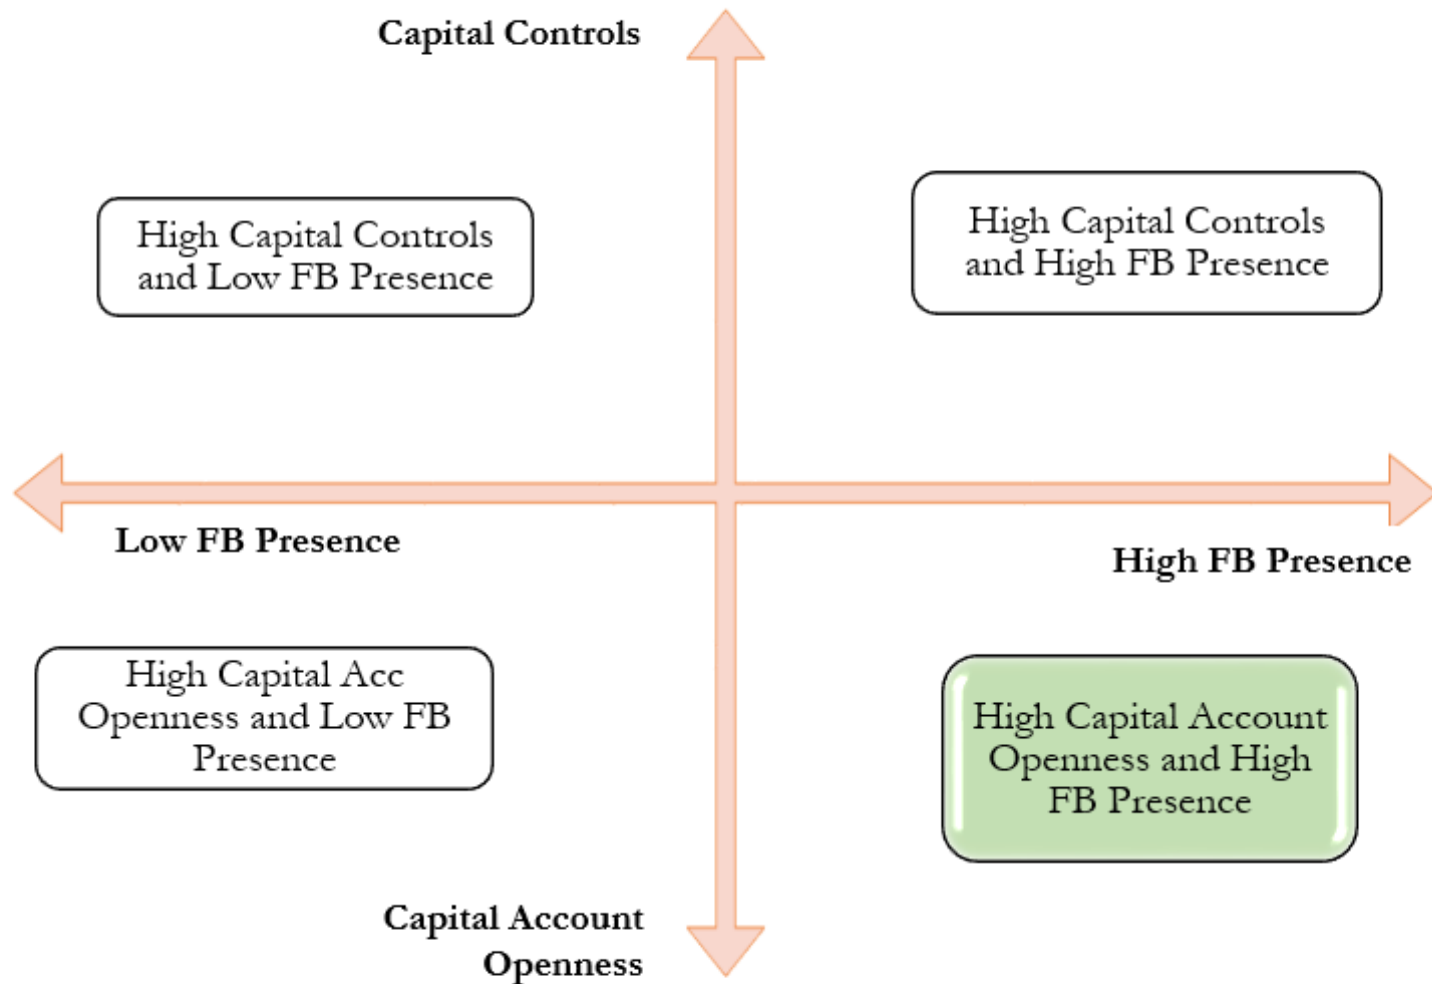 Capital Controls
High Capital Controls
and Low FB Presence
High Capital Controls
and High FB Presence
Low FB Presence
High FB Presence
High Capital Acc
Openness and Low FB
Presence
High Capital Account
Openness and High
FB Presence
Capital Account
Openness